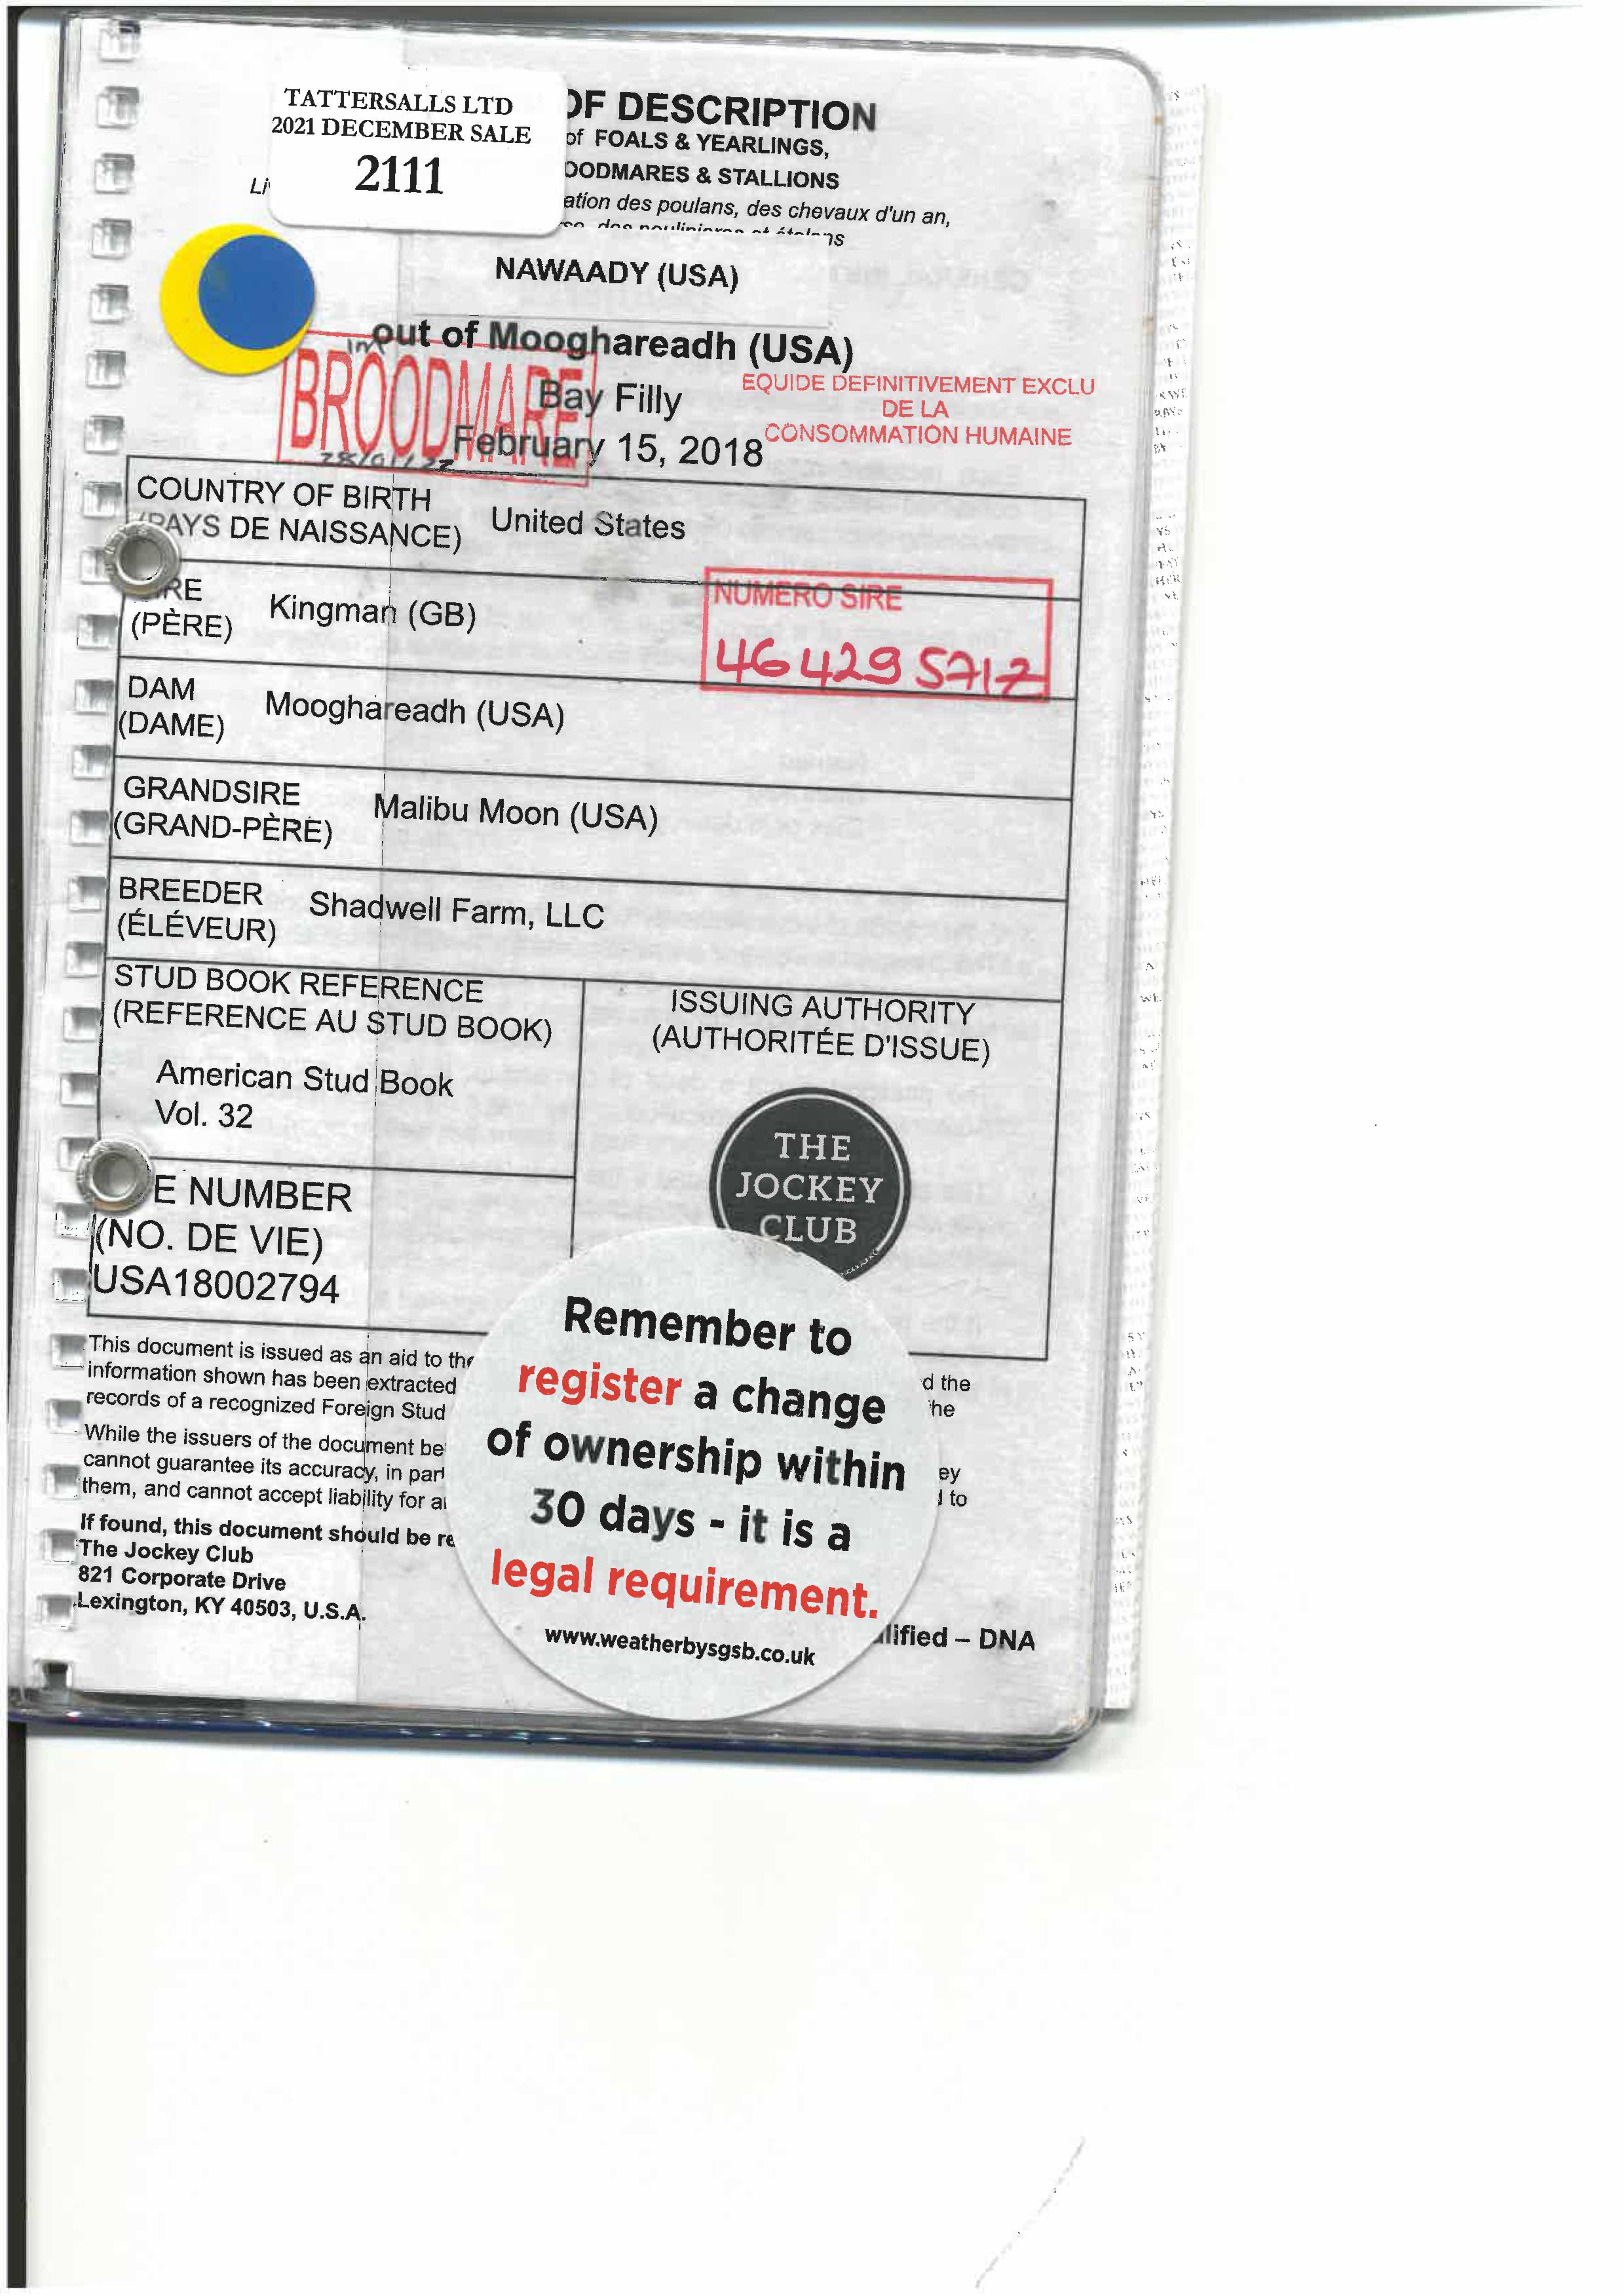 TATTERSALLS LTD
2021 DECEMBER SALE
2111
OF DESCRIPTION
of FOALS & YEARLINGS,
OODMARES & STALLIONS
Li
ation des poulans, des chevaux d'un an,
NAWAADY (USA)
out of Mooghareadh (USA)
BROODMARE
Bay Filly
February 15, 2018
28/01/22
EQUIDE DEFINITIVEMENT EXCLU
DE LA
CONSOMMATION HUMAINE
COUNTRY OF BIRTH
(PAYS DE NAISSANCE)
United States
RE
(PÈRE)
Kingman (GB)
NUMERO SIRE
46 429 571Z
DAM
(DAME)
Mooghareadh (USA)
GRANDSIRE
(GRAND-PÈRE)
Malibu Moon (USA)
BREEDER
(ÉLÉVEUR)
Shadwell Farm, LLC
STUD BOOK REFERENCE
(REFERENCE AU STUD BOOK)
American Stud Book
Vol. 32
ISSUING AUTHORITY
(AUTHORITÉE D'ISSUE)
THE
JOCKEY
CLUB
E NUMBER
(NO. DE VIE)
USA18002794
This document is issued as an aid to the
information shown has been extracted
records of a recognized Foreign Stud
d the
he
While the issuers of the document be
cannot guarantee its accuracy, in part
them, and cannot accept liability for a
ey
to
If found, this document should be re
The Jockey Club
821 Corporate Drive
Lexington, KY 40503, U.S.A.
Remember to
register a change
of ownership within
30 days - it is a
legal requirement.
www.weatherbysgsb.co.uk
lified – DNA